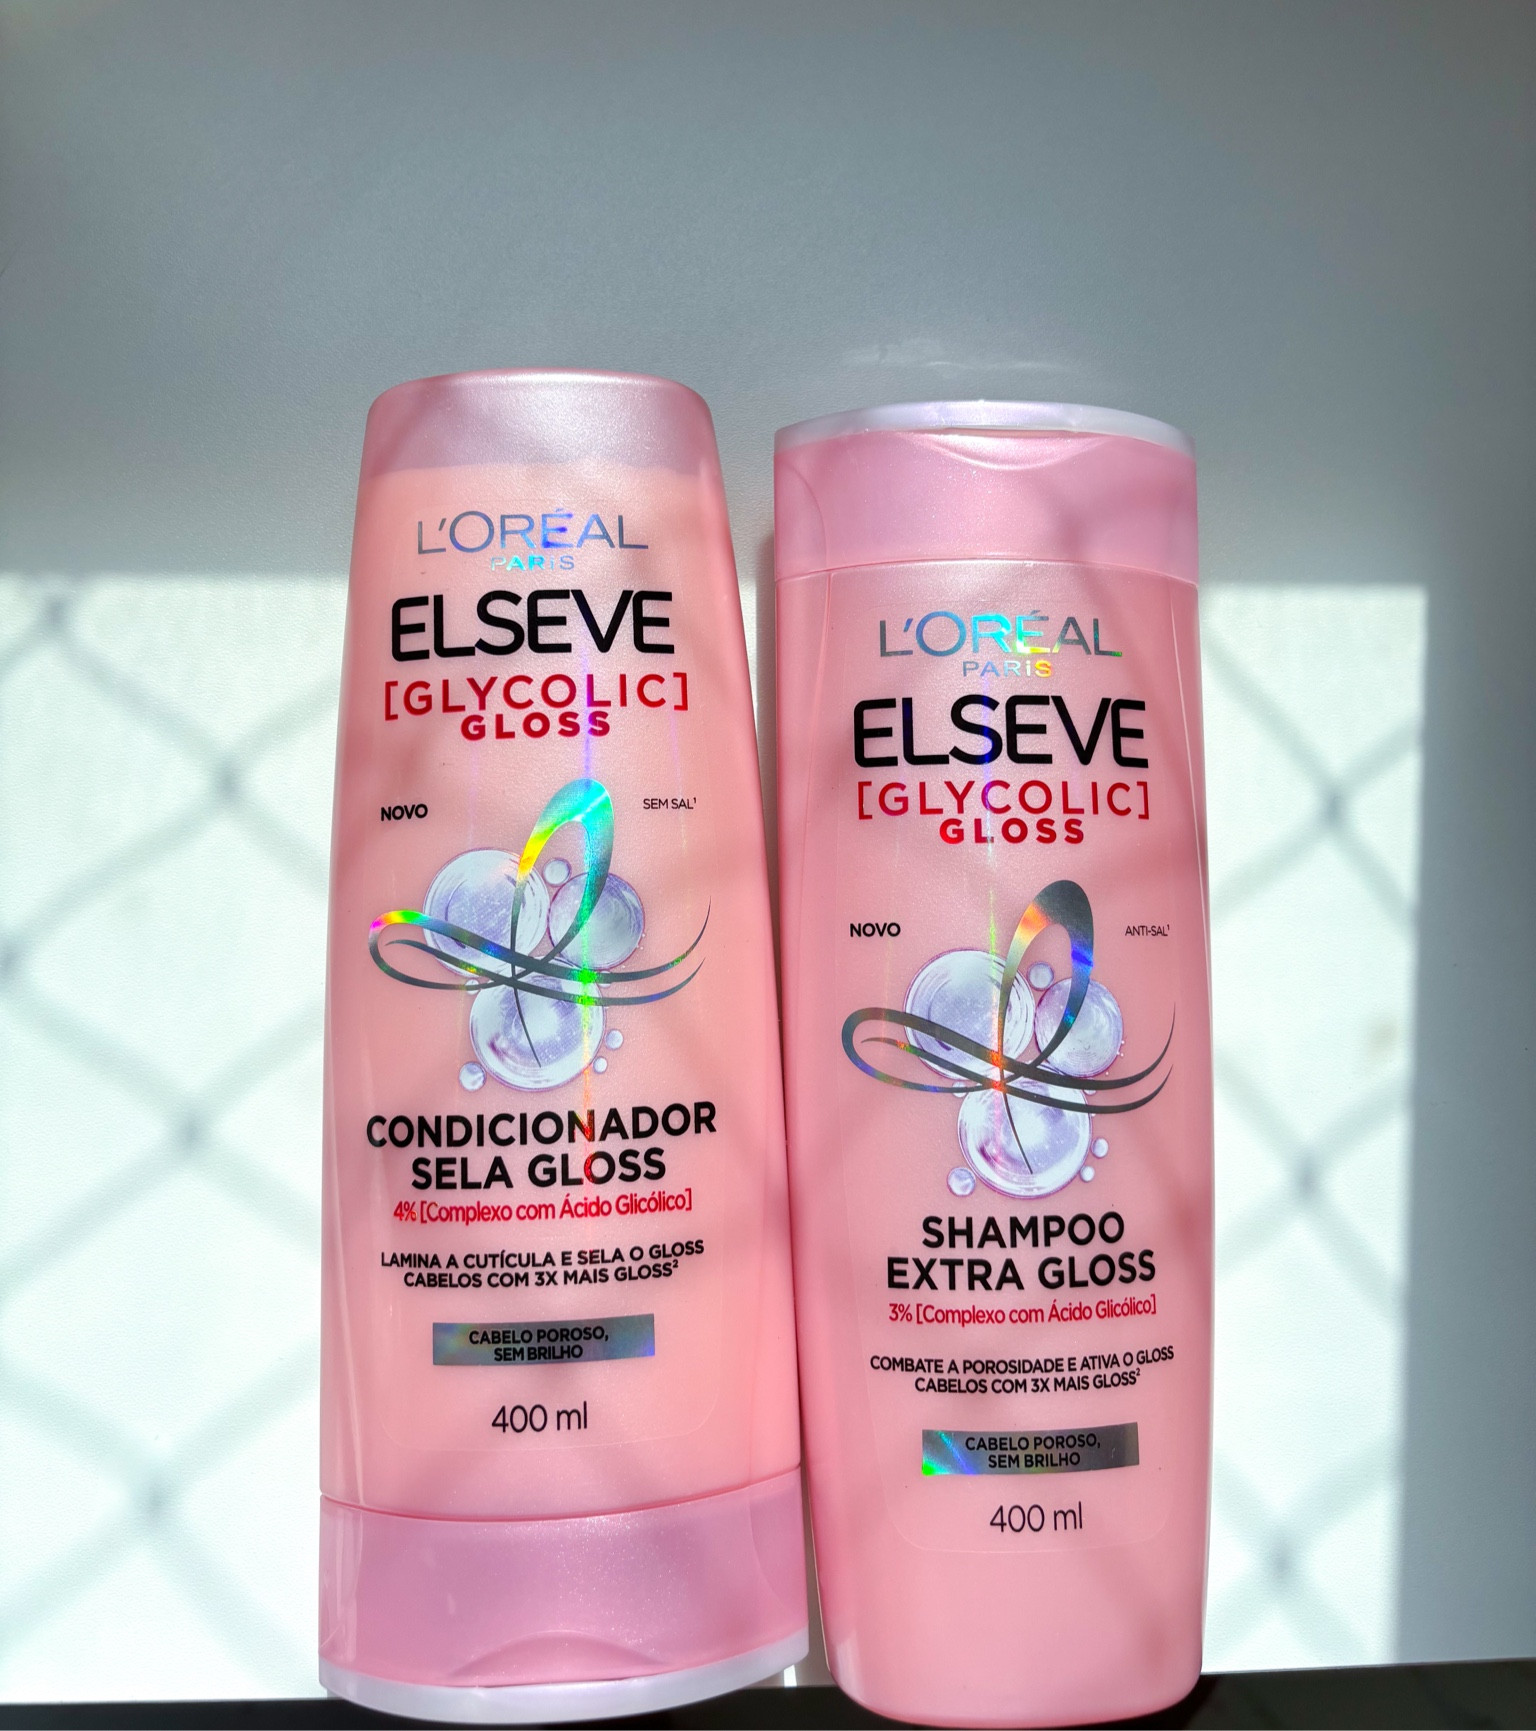 L'ORÉAL
PARiS
ELSEVE
[GLYCOLIC]
GLOSS
NOVO
SEM SAL¹
CONDICIONADOR
SELA GLOSS
4% [Complexo com Ácido Glicólico]
LAMINA A CUTÍCULA E SELA O GLOSS
CABELOS COM 3X MAIS GLOSS²
CABELO POROSO,
SEM BRILHO
400 ml
L'ORÉAL
PARiS
ELSEVE
[GLYCOLIC]
GLOSS
NOVO
ANTI-SAL¹
SHAMPOO
EXTRA GLOSS
3% [Complexo com Ácido Glicólico]
COMBATE A POROSIDADE E ATIVA O GLOSS
CABELOS COM 3X MAIS GLOSS²
CABELO POROSO,
SEM BRILHO
400 ml